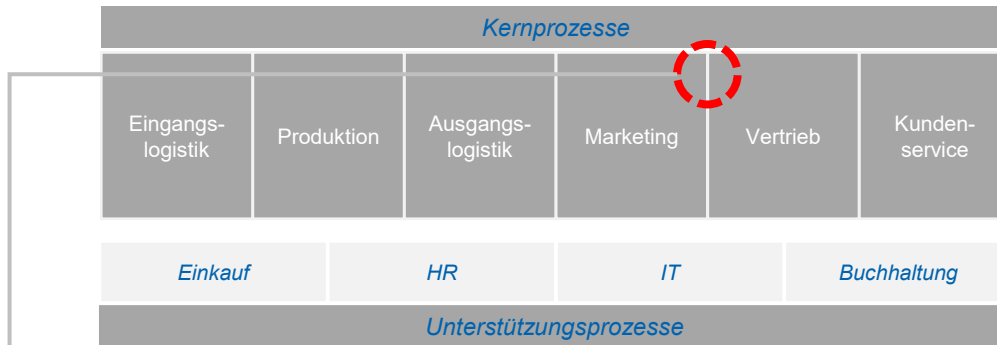 Kernprozesse
Eingangs-
logistik
Produktion
Ausgangs-
logistik
Marketing
Vertrieb
Kunden-
service
Einkauf
HR
IT
Buchhaltung
Unterstützungsprozesse